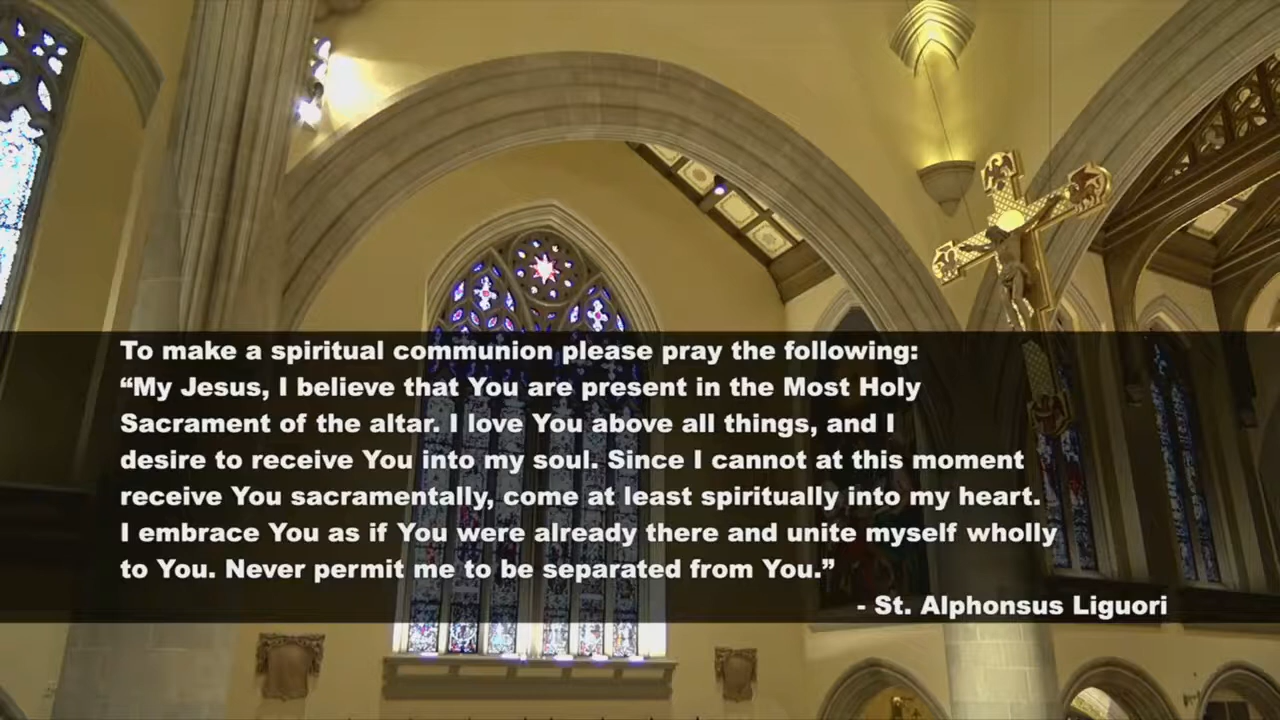 To make a spiritual communion please pray the following:
“My Jesus, I believe that You are present in the Most Holy
Sacrament of the altar. I love You above all things, and I
desire to receive You into my soul. Since I cannot at this moment
receive You sacramentally, come at least spiritually into my heart.
I embrace You as if You were already there and unite myself wholly
to You. Never permit me to be separated from You.”
- St. Alphonsus Liguori